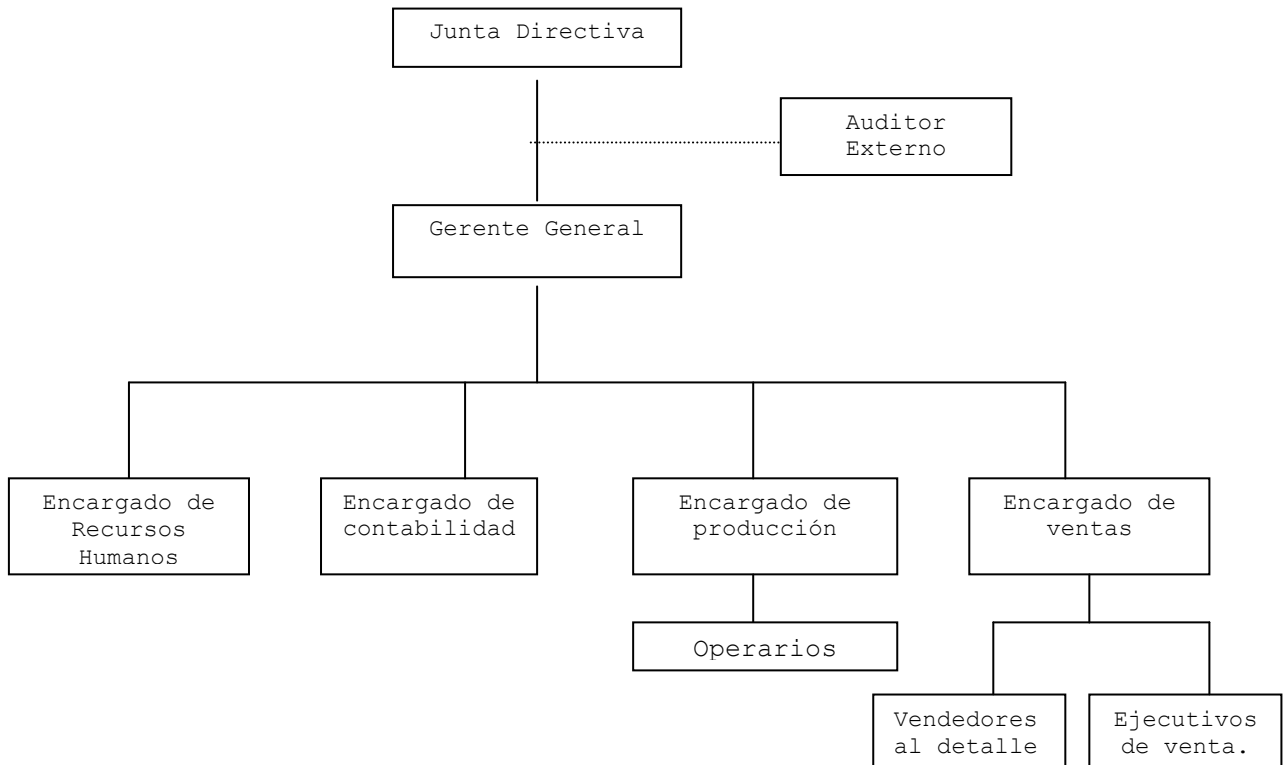 Junta Directiva
Auditor
Externo
Gerente General
Encargado de
Recursos
Humanos
Encargado de
contabilidad
Encargado de
producción
Encargado de
ventas
Operarios
Vendedores
al detalle
Ejecutivos
de venta.